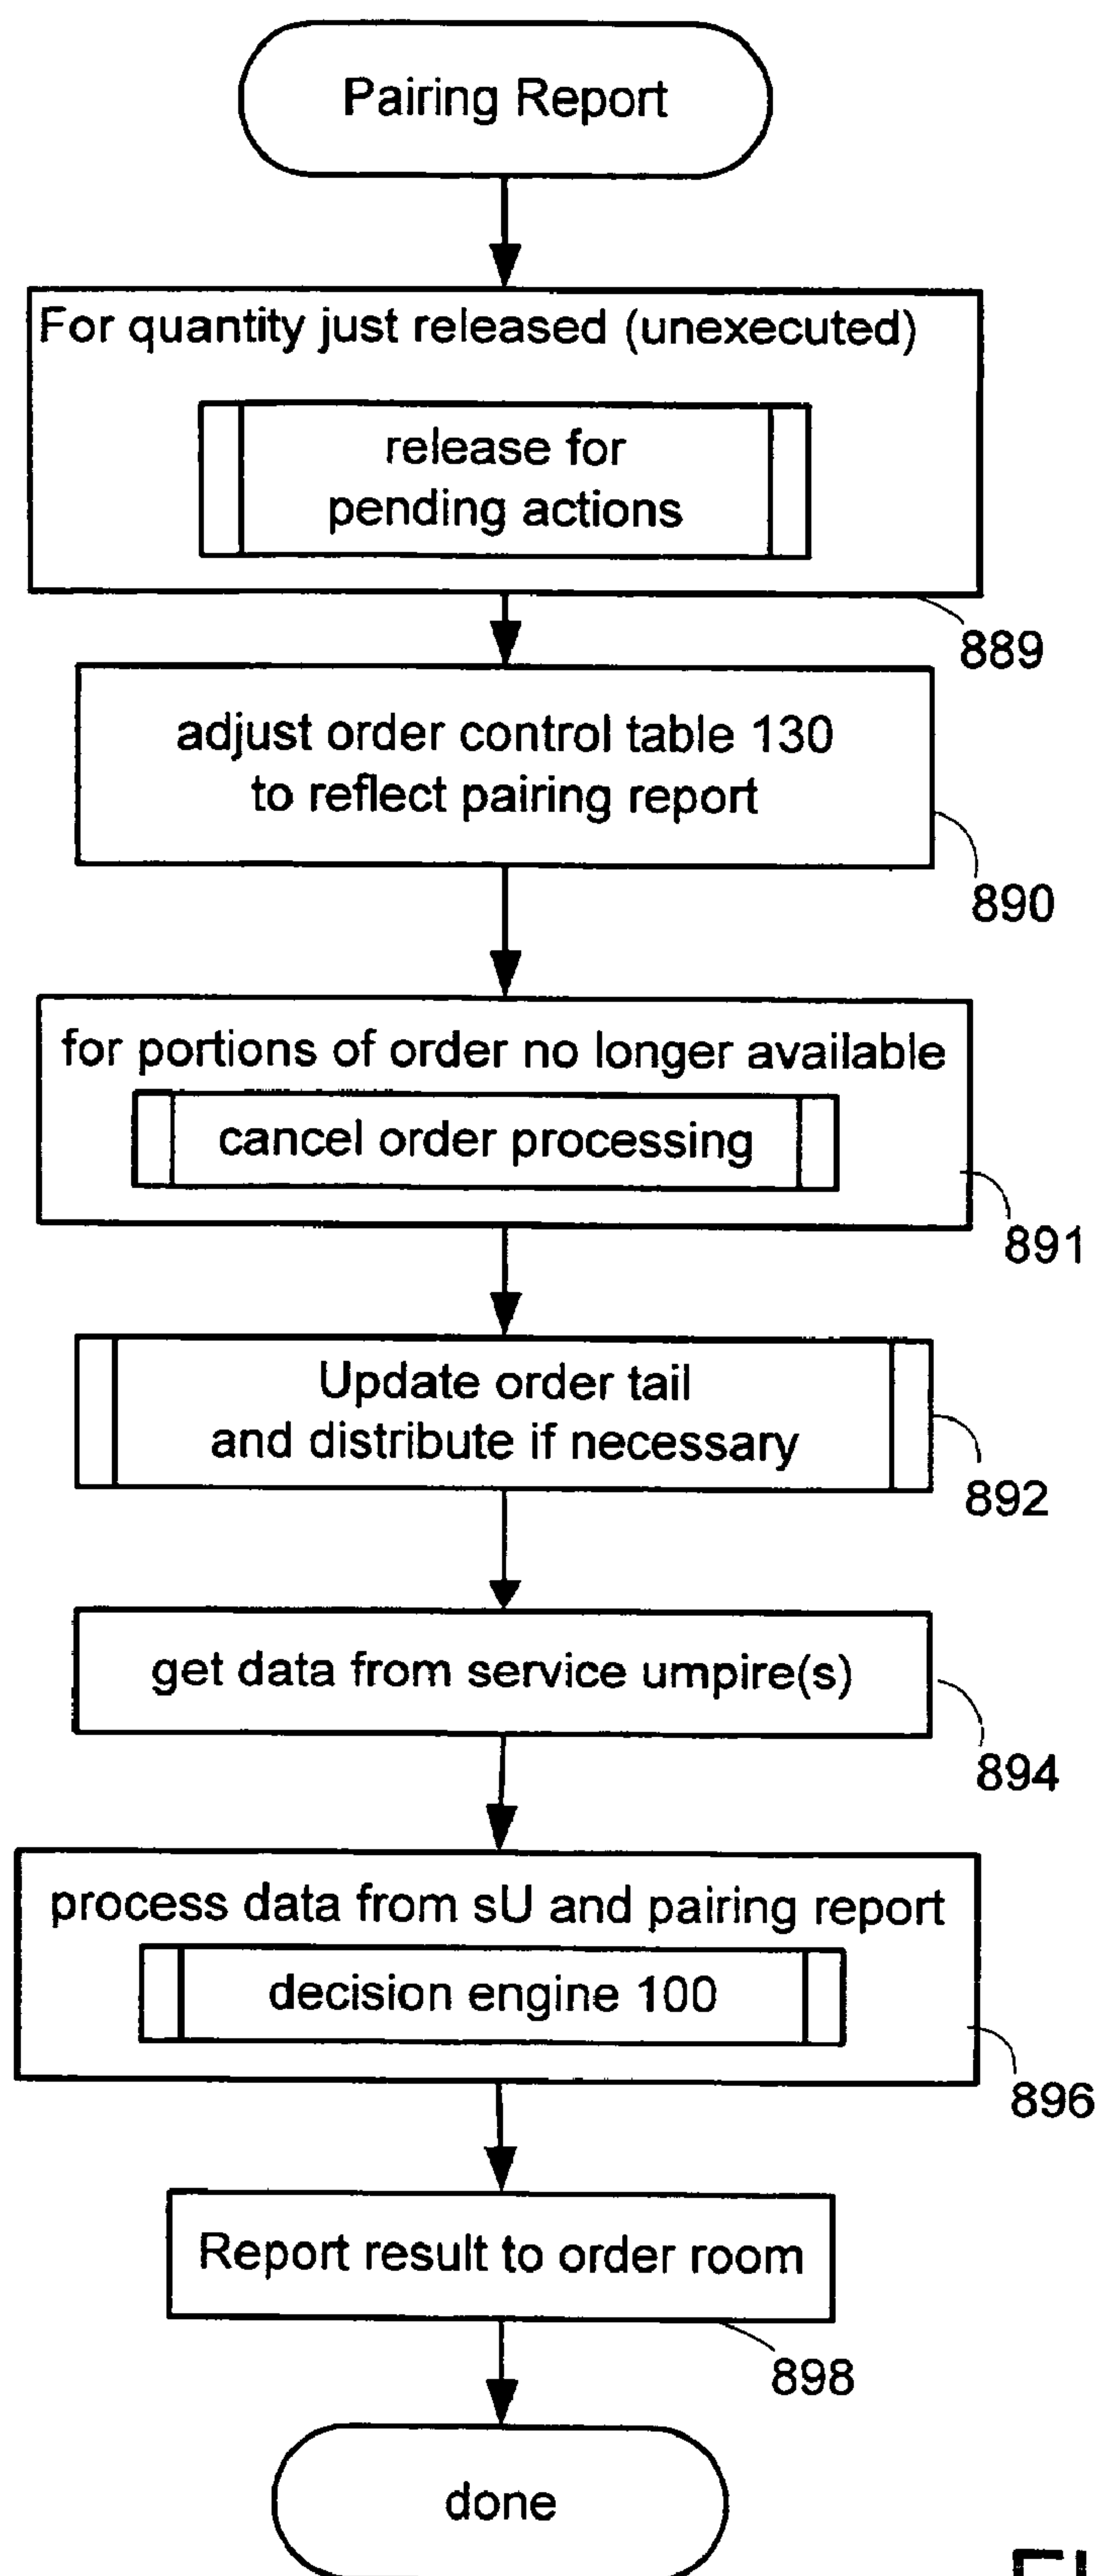 Pairing Report
For quantity just released (unexecuted)
release for
pending actions
889
adjust order control table 130
to reflect pairing report
890
for portions of order no longer available
cancel order processing
891
Update order tail
and distribute if necessary
892
get data from service umpire(s)
894
process data from sU and pairing report
decision engine 100
896
Report result to order room
898
done